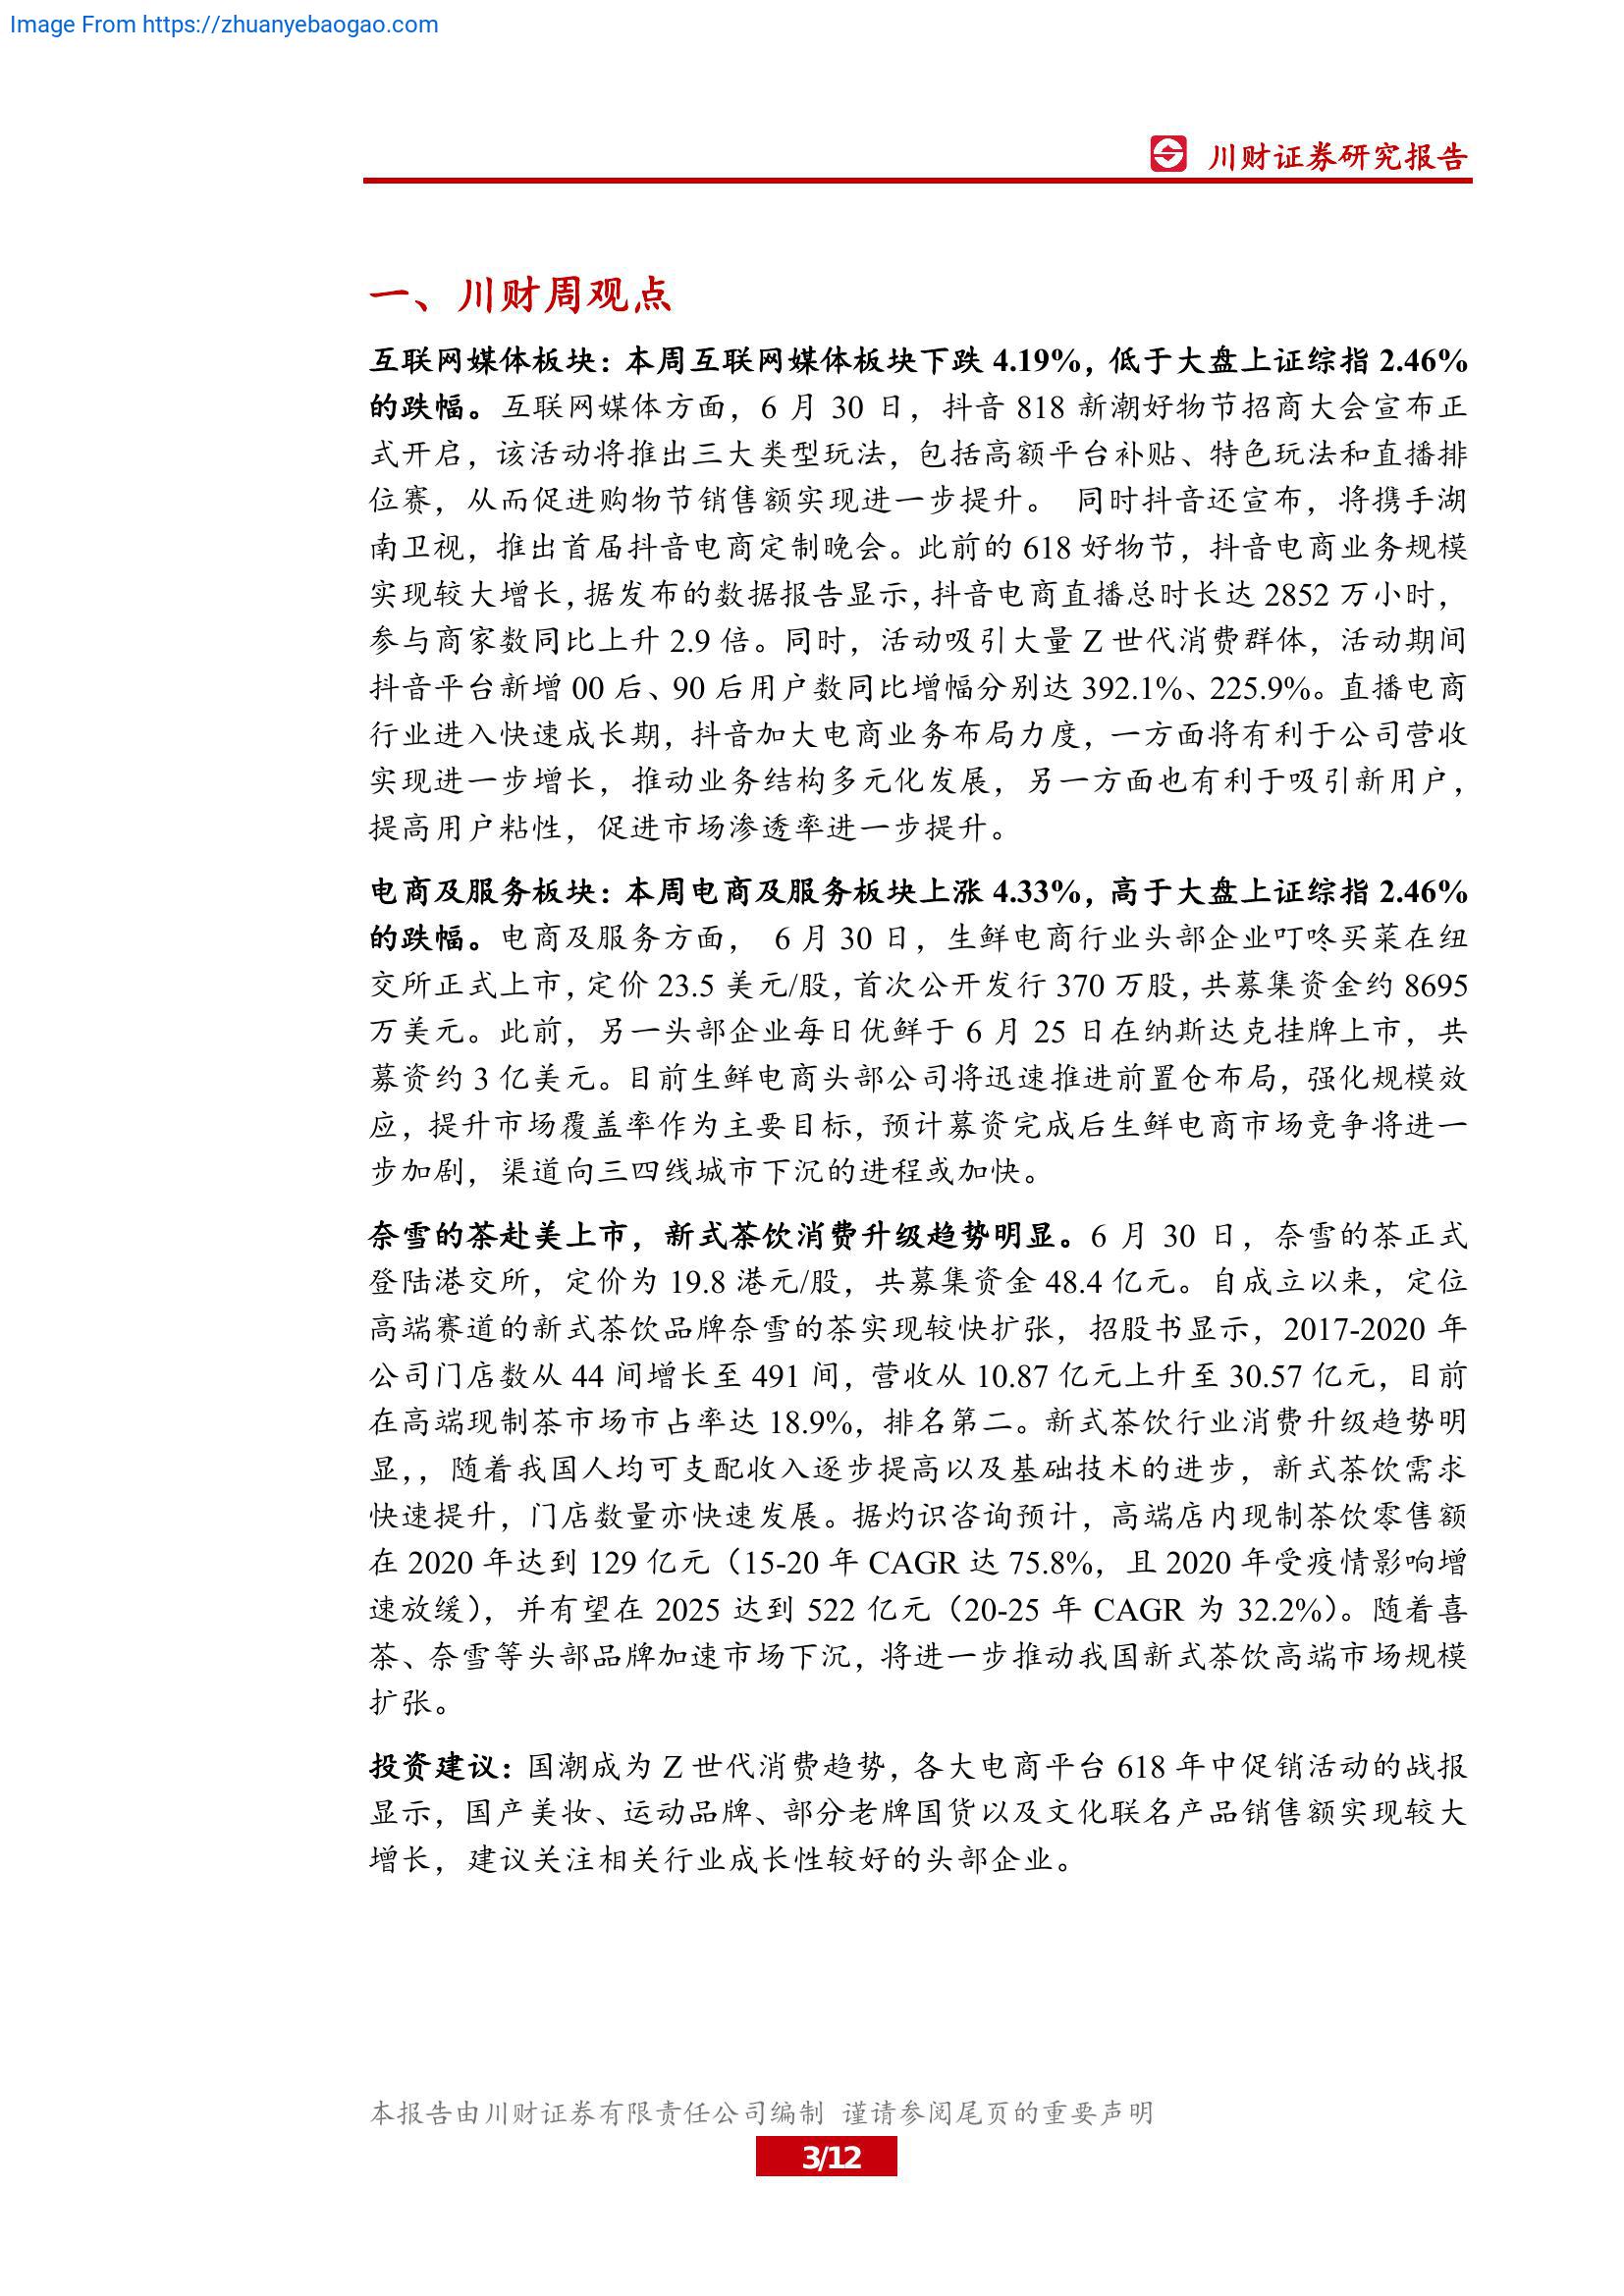 Image From https://zhuanyebaogao.com
川财证券研究报告
一、川财周观点
互联网媒体板块：本周互联网媒体板块下跌 4.19%，低于大盘上证综指 2.46%
的跌幅。互联网媒体方面，6 月 30 日，抖音 818 新潮好物节招商大会宣布正
式开启，该活动将推出三大类型玩法，包括高额平台补贴、特色玩法和直播排
位赛，从而促进购物节销售额实现进一步提升。 同时抖音还宣布，将携手湖
南卫视，推出首届抖音电商定制晚会。此前的 618 好物节，抖音电商业务规模
实现较大增长，据发布的数据报告显示，抖音电商直播总时长达 2852 万小时，
参与商家数同比上升 2.9 倍。同时，活动吸引大量 Z 世代消费群体，活动期间
抖音平台新增 00 后、90 后用户数同比增幅分别达 392.1%、225.9%。直播电商
行业进入快速成长期，抖音加大电商业务布局力度，一方面将有利于公司营收
实现进一步增长，推动业务结构多元化发展，另一方面也有利于吸引新用户，
提高用户粘性，促进市场渗透率进一步提升。
电商及服务板块：本周电商及服务板块上涨 4.33%，高于大盘上证综指 2.46%
的跌幅。电商及服务方面， 6 月 30 日，生鲜电商行业头部企业叮咚买菜在纽
交所正式上市，定价 23.5 美元/股，首次公开发行 370 万股，共募集资金约 8695
万美元。此前，另一头部企业每日优鲜于 6 月 25 日在纳斯达克挂牌上市，共
募资约 3 亿美元。目前生鲜电商头部公司将迅速推进前置仓布局，强化规模效
应，提升市场覆盖率作为主要目标，预计募资完成后生鲜电商市场竞争将进一
步加剧，渠道向三四线城市下沉的进程或加快。
奈雪的茶赴美上市，新式茶饮消费升级趋势明显。6 月 30 日，奈雪的茶正式
登陆港交所，定价为 19.8 港元/股，共募集资金 48.4 亿元。自成立以来，定位
高端赛道的新式茶饮品牌奈雪的茶实现较快扩张，招股书显示，2017-2020 年
公司门店数从 44 间增长至 491 间，营收从 10.87 亿元上升至 30.57 亿元，目前
在高端现制茶市场市占率达 18.9%，排名第二。新式茶饮行业消费升级趋势明
显，，随着我国人均可支配收入逐步提高以及基础技术的进步，新式茶饮需求
快速提升，门店数量亦快速发展。据灼识咨询预计，高端店内现制茶饮零售额
在 2020 年达到 129 亿元（15-20 年 CAGR 达 75.8%，且 2020 年受疫情影响增
速放缓），并有望在 2025 达到 522 亿元（20-25 年 CAGR 为 32.2%）。随着喜
茶、奈雪等头部品牌加速市场下沉，将进一步推动我国新式茶饮高端市场规模
扩张。
投资建议：国潮成为 Z 世代消费趋势，各大电商平台 618 年中促销活动的战报
显示，国产美妆、运动品牌、部分老牌国货以及文化联名产品销售额实现较大
增长，建议关注相关行业成长性较好的头部企业。
本报告由川财证券有限责任公司编制 谨请参阅尾页的重要声明
3/12